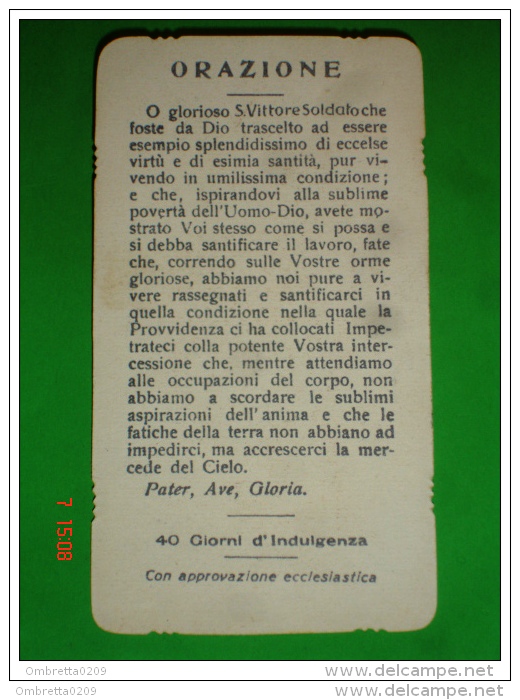 ORAZIONE
O glorioso S. Vittore Soldato che
foste da Dio trascelto ad essere
esempio splendidissimo di eccelse
virtù e di esimia santità, pur vi-
vendo in umilissima condizione;
e che, ispirandovi alla sublime
povertà dell'Uomo-Dio, avete mo-
strato Voi stesso come si possa e
si debba santificare il lavoro, fate
che, correndo sulle Vostre orme
gloriose, abbiamo noi pure a vi-
vere rassegnati e santificarci in
quella condizione nella quale la
Provvidenza ci ha collocati Impe-
trateci colla potente Vostra inter-
cessione che, mentre attendiamo
alle occupazioni del corpo, non
abbiamo a scordare le sublimi
aspirazioni dell'anima e che le
fatiche della terra non abbiano ad
impedirci, ma accrescerci la mer-
cede del Cielo.
Pater, Ave, Gloria.
40 Giorni d'Indulgenza
Con approvazione ecclesiastica
7 15:08
Ombretta0209
Ombretta0209
www.delcampe.net
www.delcampe.net